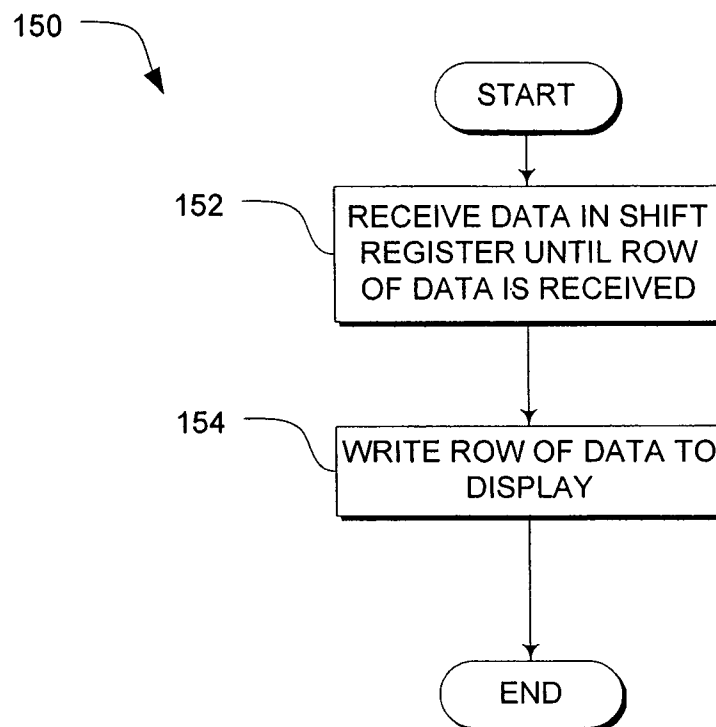 150
START
152
RECEIVE DATA IN SHIFT
REGISTER UNTIL ROW
OF DATA IS RECEIVED
154
WRITE ROW OF DATA TO
DISPLAY
END